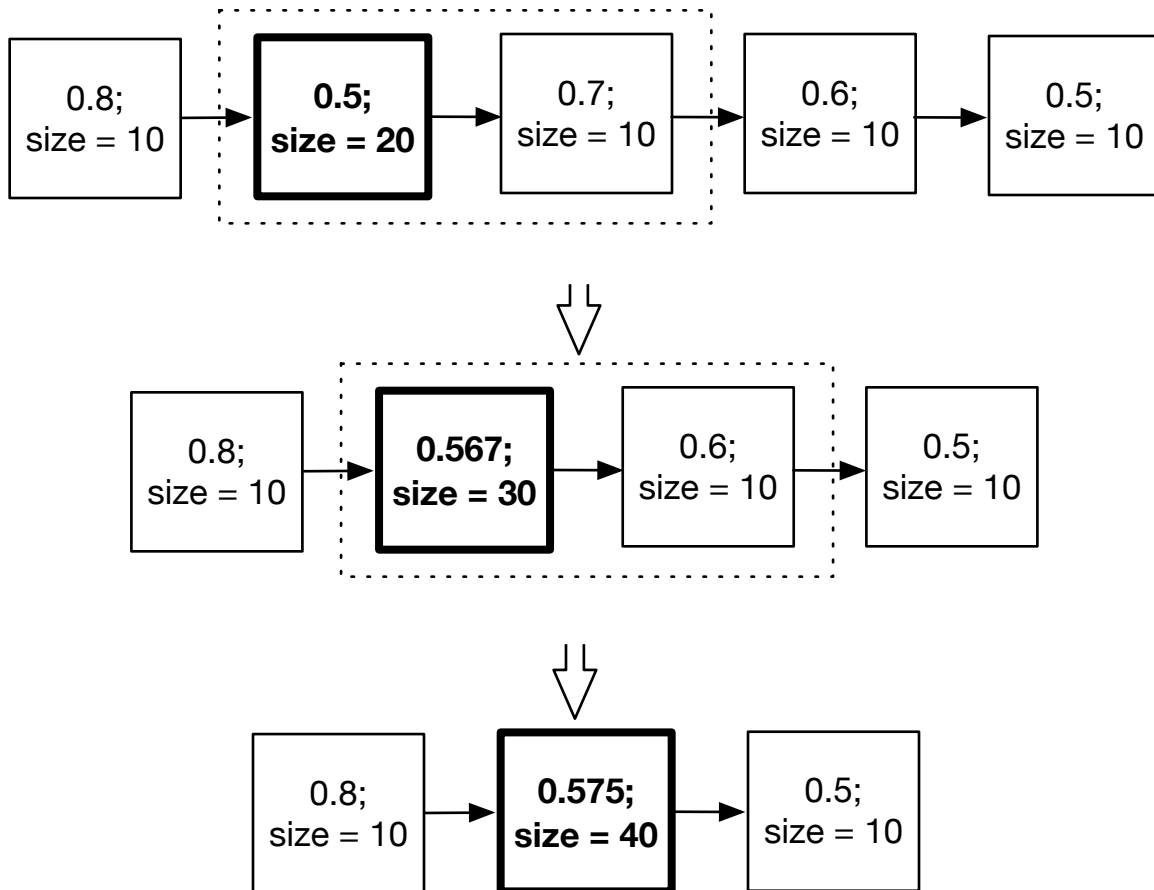 0.8;
size = 10
0.5;
size = 20
0.7;
size = 10
0.6;
size = 10
0.5;
size = 10
0.8;
size = 10
0.567;
size = 30
0.6;
size = 10
0.5;
size = 10
0.8;
size = 10
0.575;
size = 40
0.5;
size = 10